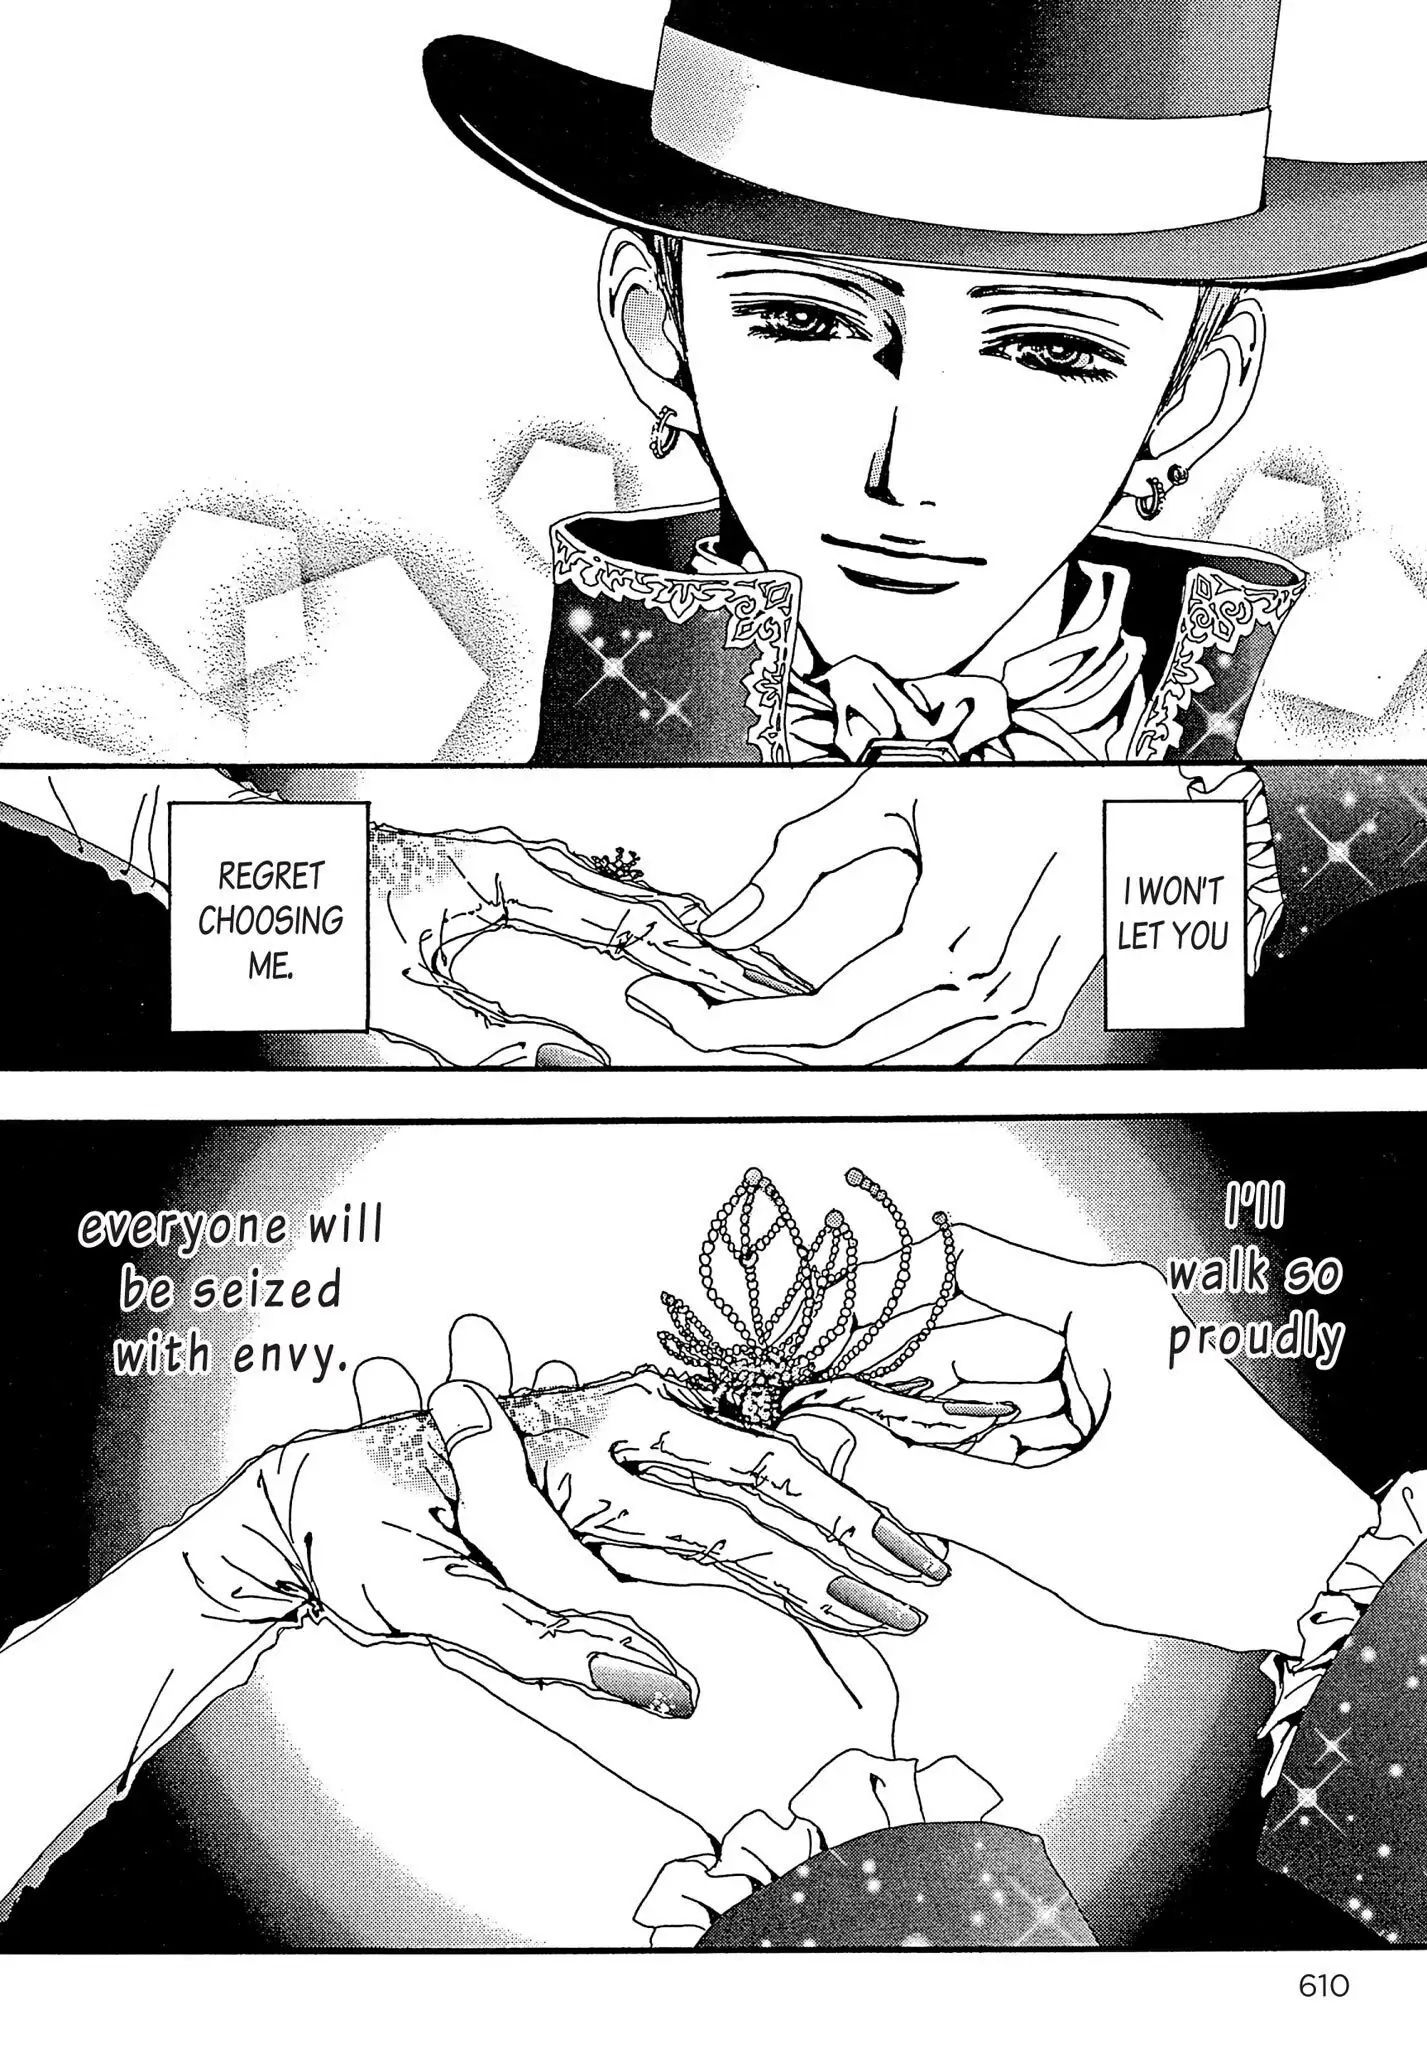 I WON'T
LET YOU
REGRET
CHOOSING
ME.
I'll
walk so
proudly
everyone will
be seized
with envy.
610